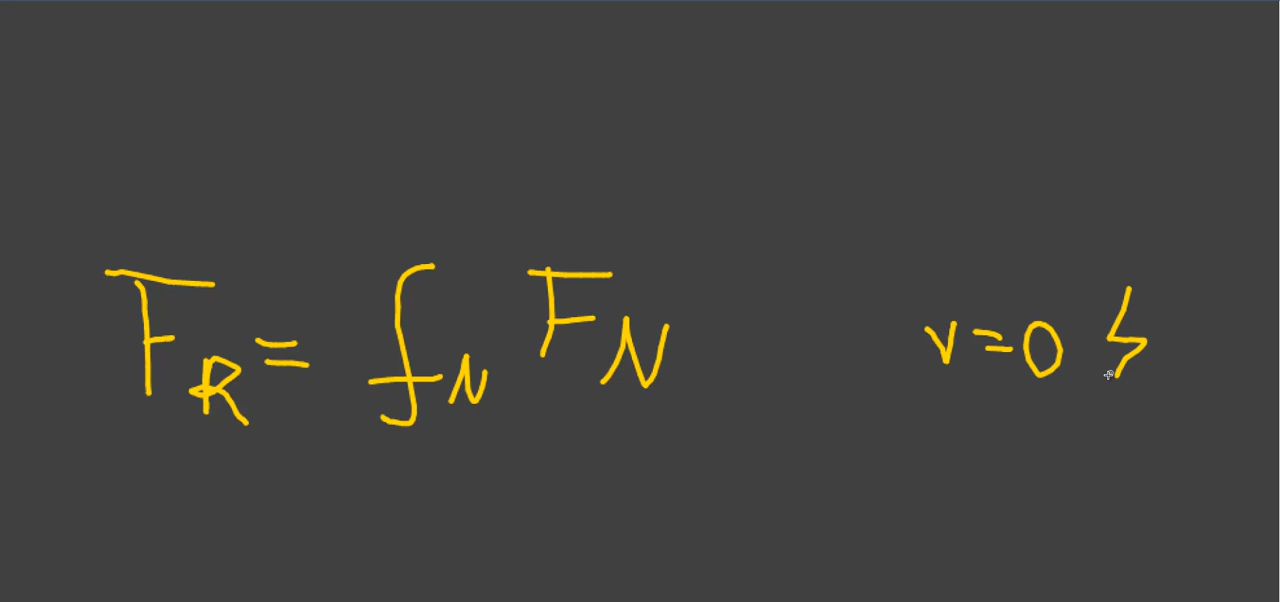 F_R = f_N F_N v = 0 ↯